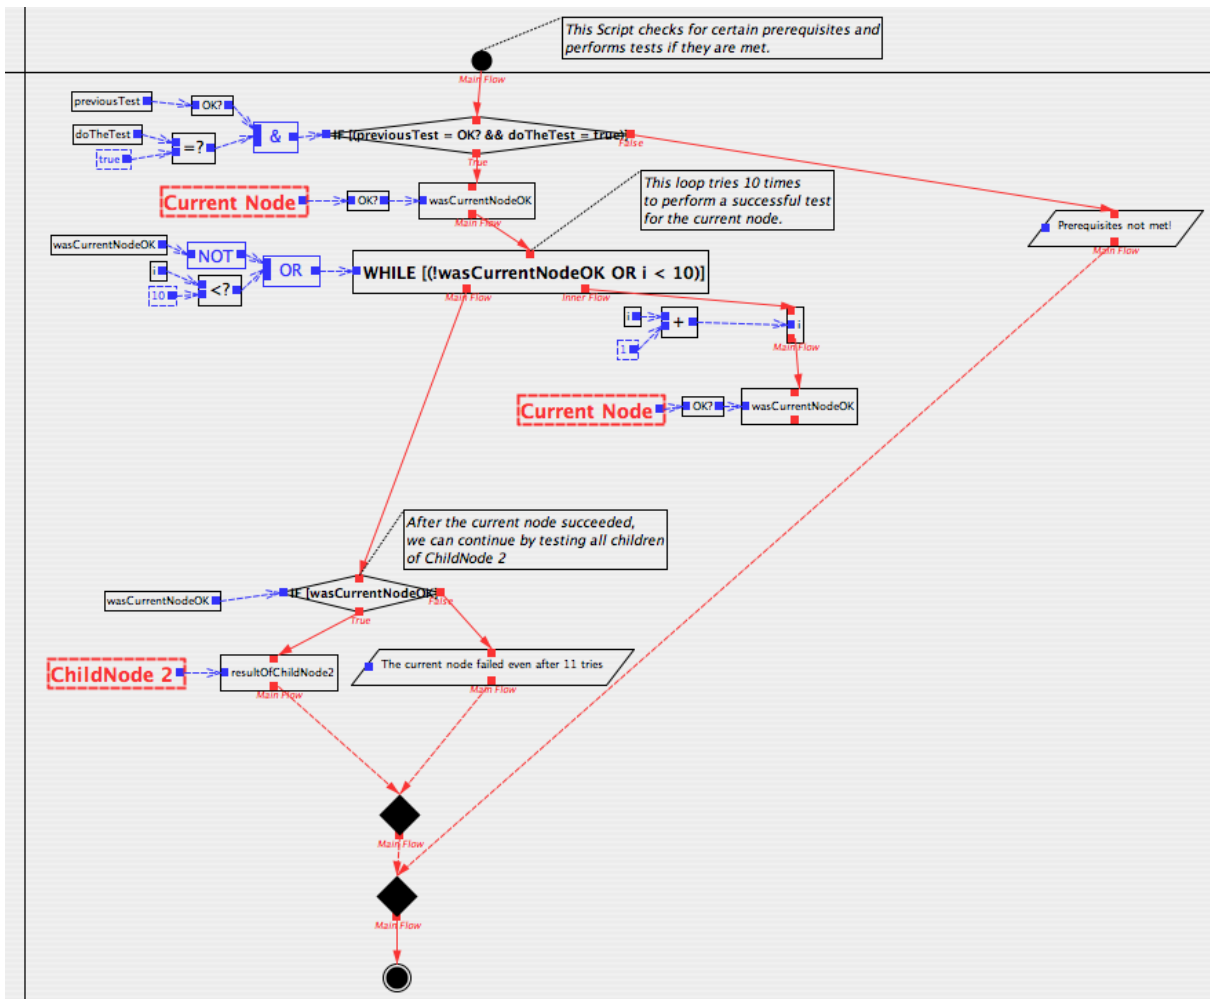 This Script checks for certain prerequisites and
performs tests if they are met.
Main Flow
previousTest
OK?
doTheTest
=?
true
&
IF [(previousTest = OK? && doTheTest = true)]
False
True
Current Node
OK?
wasCurrentNodeOK
Main Flow
This loop tries 10 times
to perform a successful test
for the current node.
Prerequisites not met!
Main Flow
wasCurrentNodeOK
NOT
i
<?
10
OR
WHILE [(!wasCurrentNodeOK OR i < 10)]
Main Flow
Inner Flow
i
+
1
i
Main Flow
Current Node
OK?
wasCurrentNodeOK
After the current node succeeded,
we can continue by testing all children
of ChildNode 2
wasCurrentNodeOK
IF [wasCurrentNodeOK]
False
True
ChildNode 2
resultOfChildNode2
Main Flow
The current node failed even after 11 tries
Main Flow
Main Flow
Main Flow